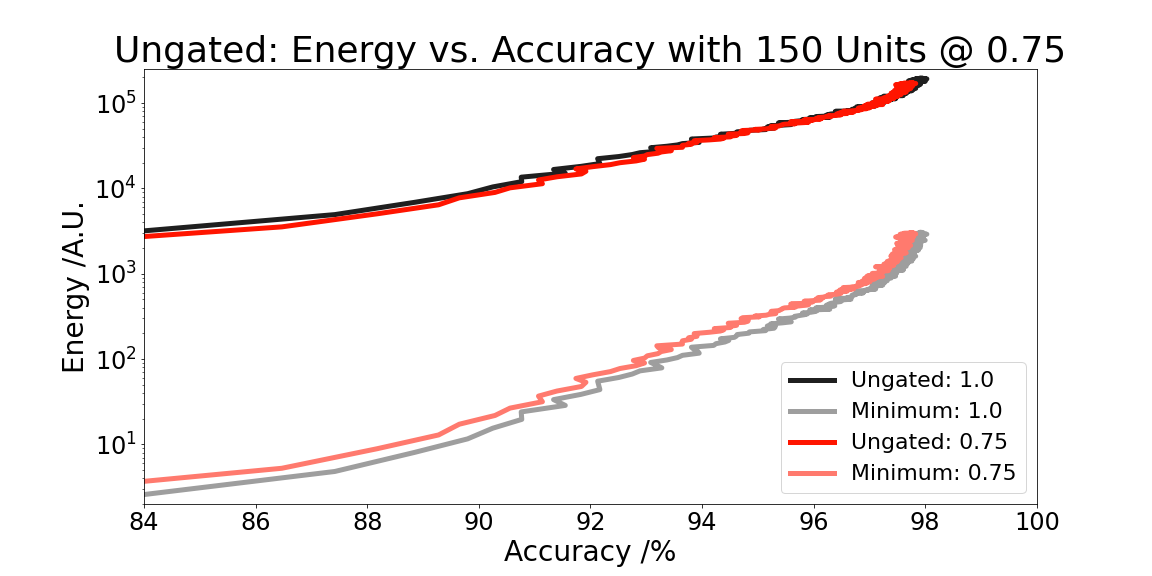 Ungated: Energy vs. Accuracy with 150 Units @ 0.75
Energy /A.U.
10^5
10^4
10^3
10^2
10^1
84 86 88 90 92 94 96 98 100
Accuracy /%
Ungated: 1.0
Minimum: 1.0
Ungated: 0.75
Minimum: 0.75